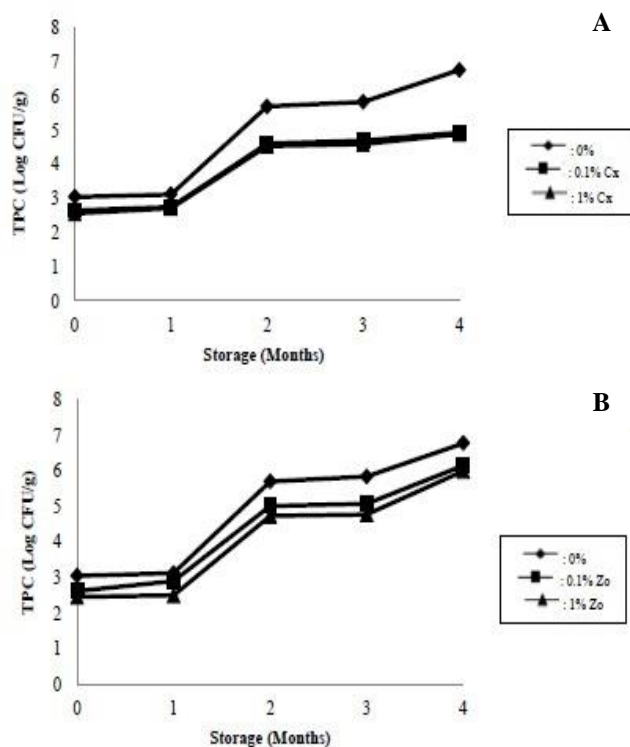 A
8
7
6
5
4
3
2
1
0
TPC (Log CFU/g)
0 1 2 3 4
Storage (Months)
: 0%
: 0.1% Cx
: 1% Cx
B
8
7
6
5
4
3
2
1
0
TPC (Log CFU/g)
0 1 2 3 4
Storage (Months)
: 0%
: 0.1% Zo
: 1% Zo